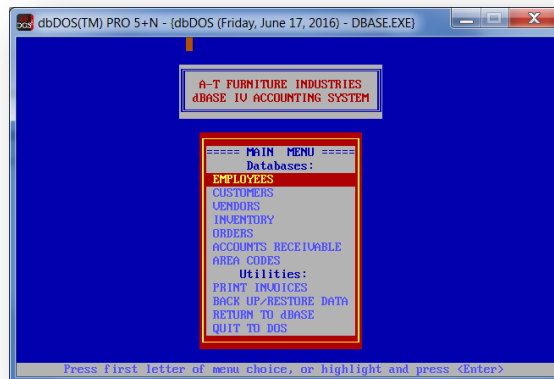 dbDOS(TM) PRO 5+N - {dbDOS (Friday, June 17, 2016) - DBASE.EXE}
A-T FURNITURE INDUSTRIES
dBASE IV ACCOUNTING SYSTEM
===== MAIN MENU =====
Databases:
EMPLOYEES
CUSTOMERS
VENDORS
INVENTORY
ORDERS
ACCOUNTS RECEIVABLE
AREA CODES
Utilities:
PRINT INVOICES
BACK UP/RESTORE DATA
RETURN TO dBASE
QUIT TO DOS
Press first letter of menu choice, or highlight and press <Enter>